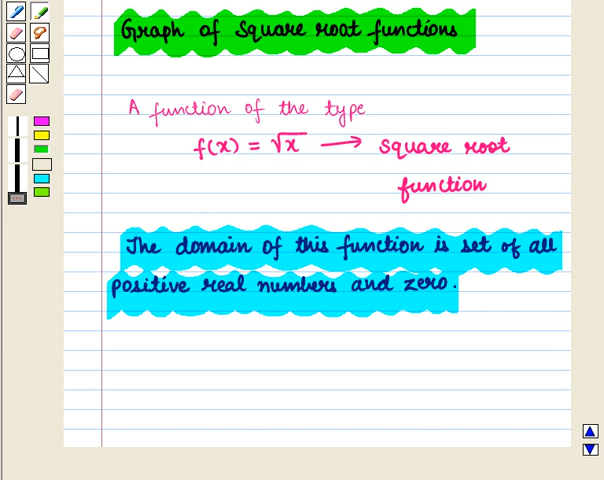 Graph of Square root functions
A function of the type
f(x) = √x → square root
function
The domain of this function is set of all
positive real numbers and zero.